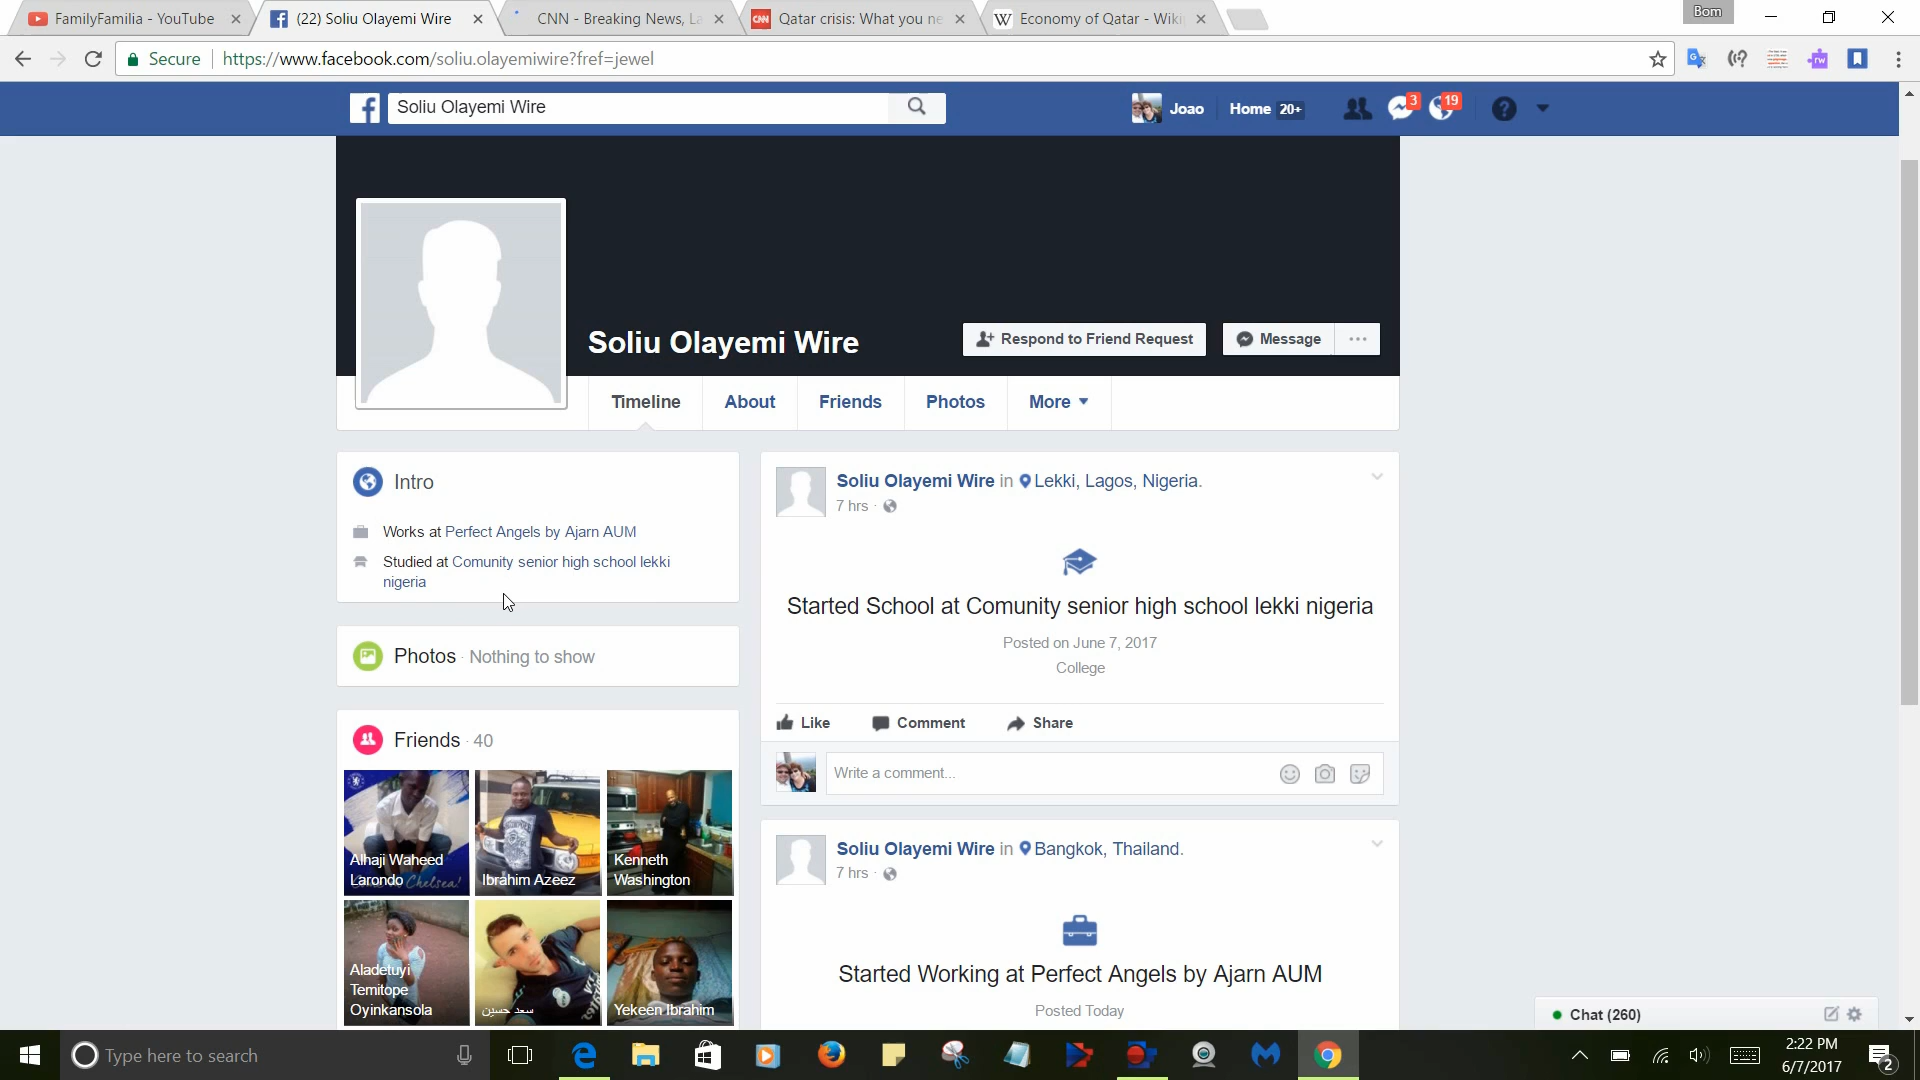 FamilyFamilia - YouTube
(22) Soliu Olayemi Wire
CNN - Breaking News, La
Qatar crisis: What you ne
Economy of Qatar - Wiki
Bom
Secure
https://www.facebook.com/soliu.olayemiwire?fref=jewel
Soliu Olayemi Wire
Joao
Home 20+
3
19
Soliu Olayemi Wire
Respond to Friend Request
Message
Timeline
About
Friends
Photos
More
Intro
Works at Perfect Angels by Ajarn AUM
Studied at Comunity senior high school lekki
nigeria
Photos · Nothing to show
Friends · 40
Alhaji Waheed
Larondo
Chelsea!
Ibrahim Azeez
Kenneth
Washington
Aladetuyi
Temitope
Oyinkansola
سعد حسين
Yekeen Ibrahim
Soliu Olayemi Wire in Lekki, Lagos, Nigeria.
7 hrs ·
Started School at Comunity senior high school lekki nigeria
Posted on June 7, 2017
College
Like
Comment
Share
Write a comment...
Soliu Olayemi Wire in Bangkok, Thailand.
7 hrs ·
Started Working at Perfect Angels by Ajarn AUM
Posted Today
Chat (260)
Type here to search
2:22 PM
6/7/2017
2